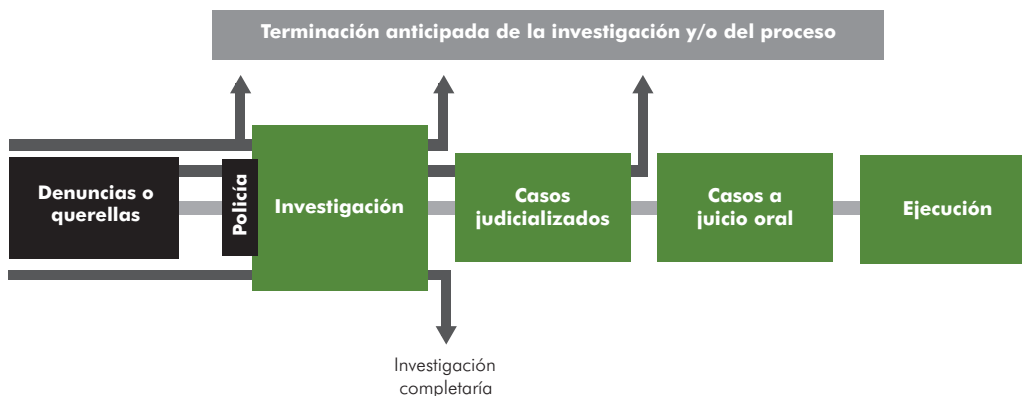 Terminación anticipada de la investigación y/o del proceso
Denuncias o
querellas
Policía
Investigación
Casos
judicializados
Casos a
juicio oral
Ejecución
Investigación
completaría